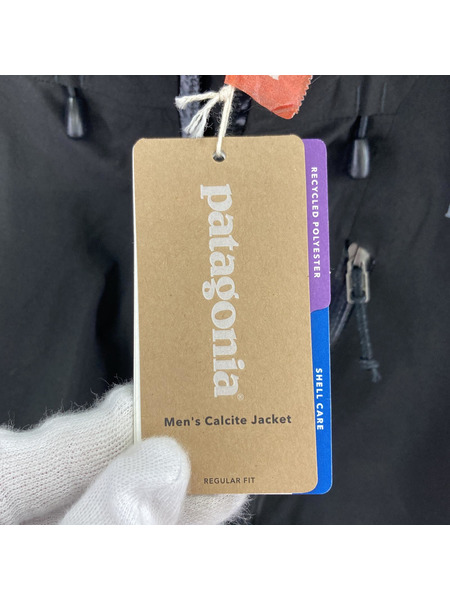 patagonia®
Men's Calcite Jacket
REGULAR FIT
RECYCLED POLYESTER
SHELL CARE